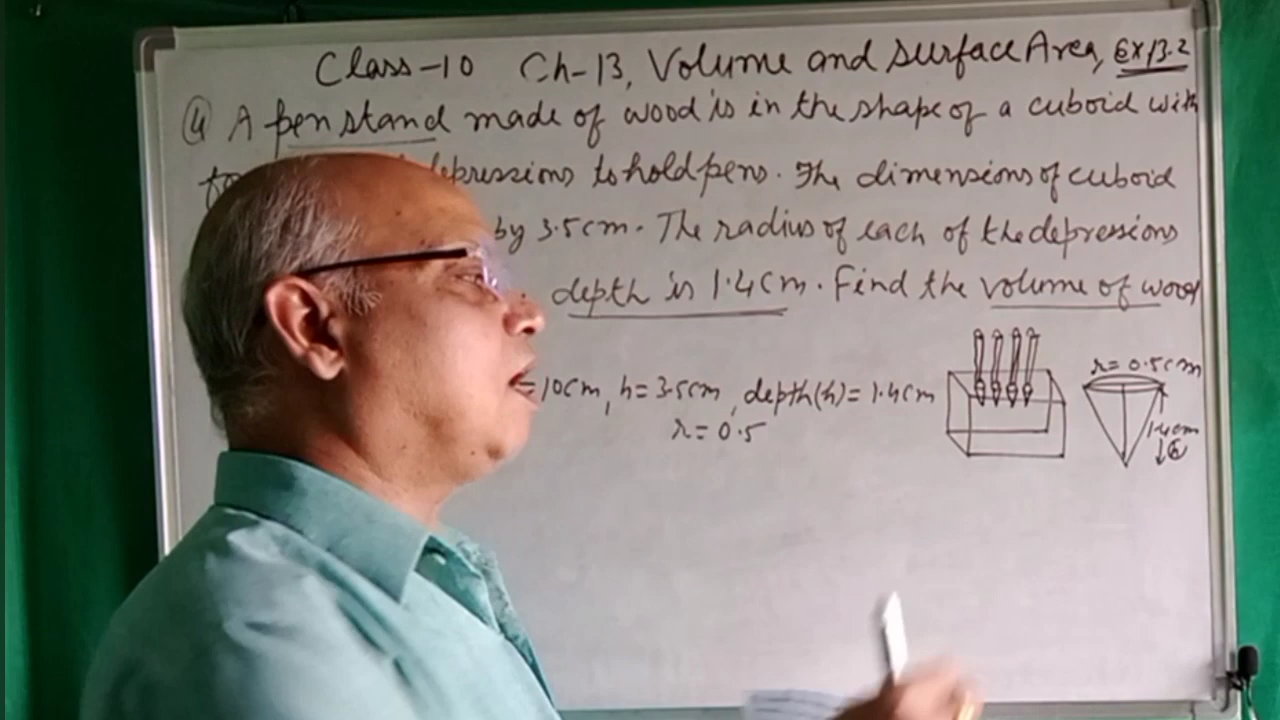 Class-10 Ch-13, Volume and Surface Area, Ex 13.2
④ A pen stand made of wood is in the shape of a cuboid with
depressions to hold pens. The dimensions of cuboid
by 3.5cm. The radius of each of the depressions
depth is 1.4cm. Find the volume of wood
=10cm, h=3.5cm, depth(h)=1.4cm
r=0.5
r=0.5cm
1.4cm